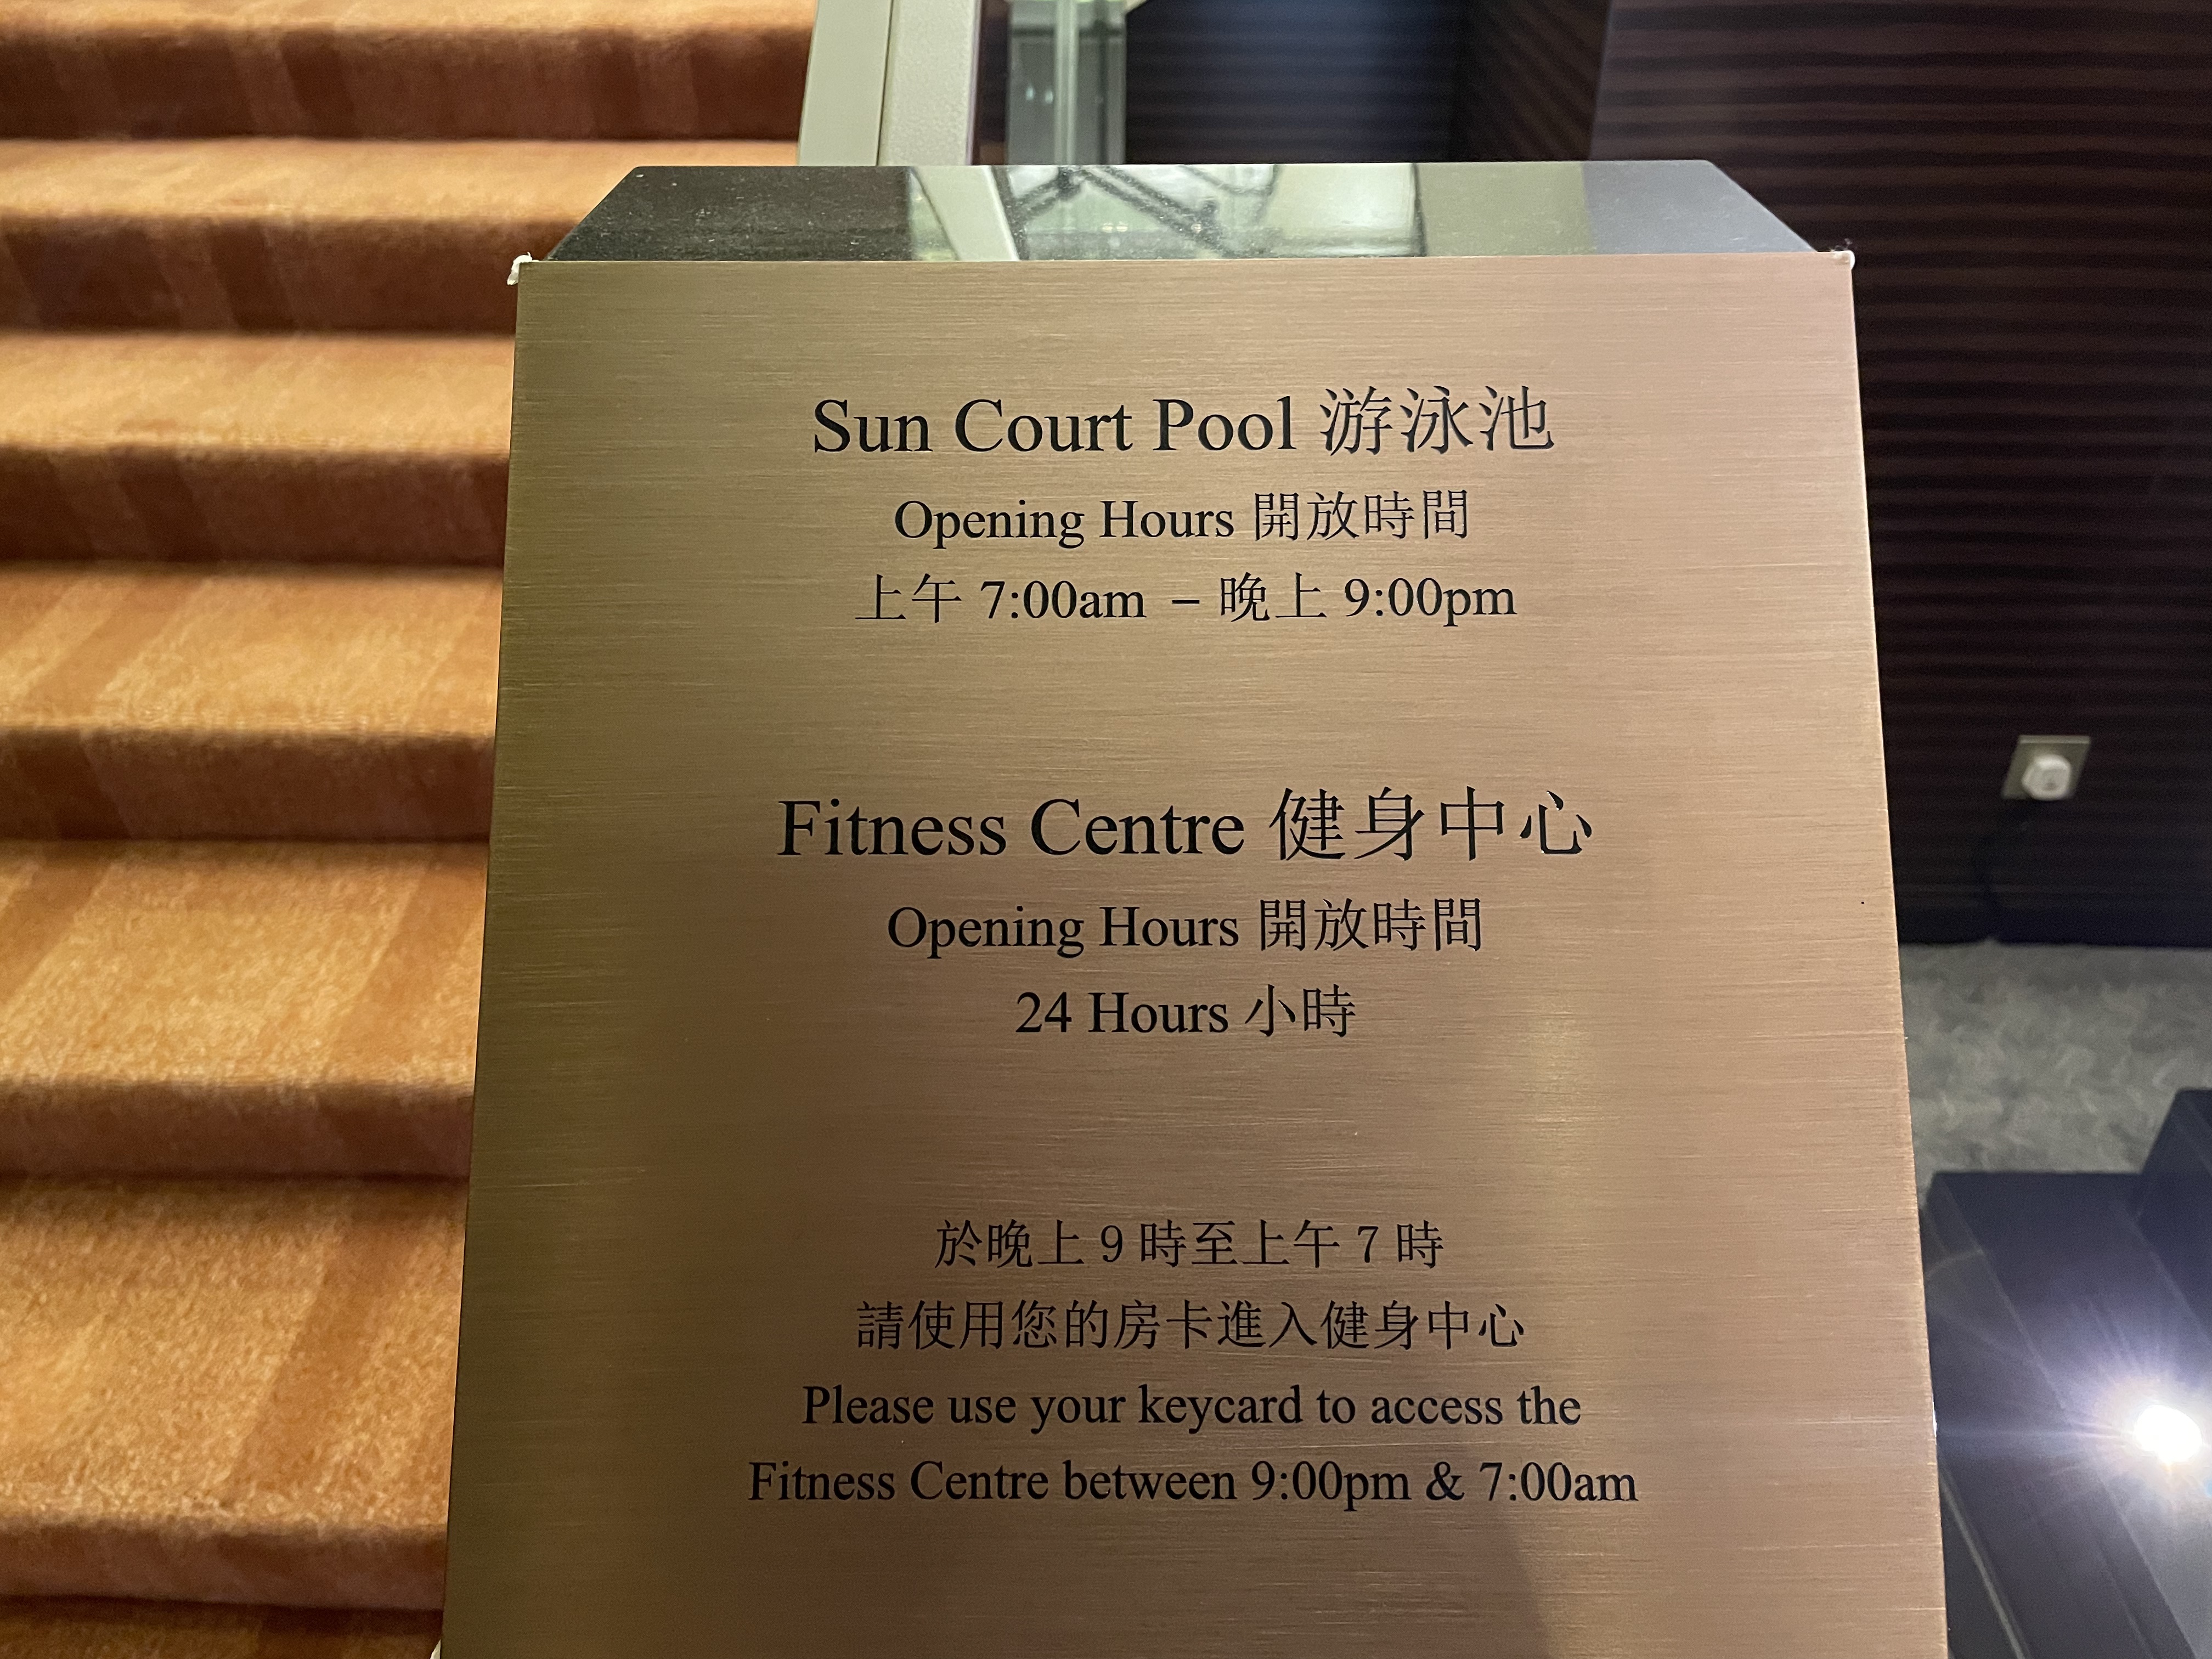 Sun Court Pool 游泳池
Opening Hours 開放時間
上午 7:00am – 晚上 9:00pm
Fitness Centre 健身中心
Opening Hours 開放時間
24 Hours 小時
於晚上 9 時至上午 7 時
請使用您的房卡進入健身中心
Please use your keycard to access the
Fitness Centre between 9:00pm & 7:00am